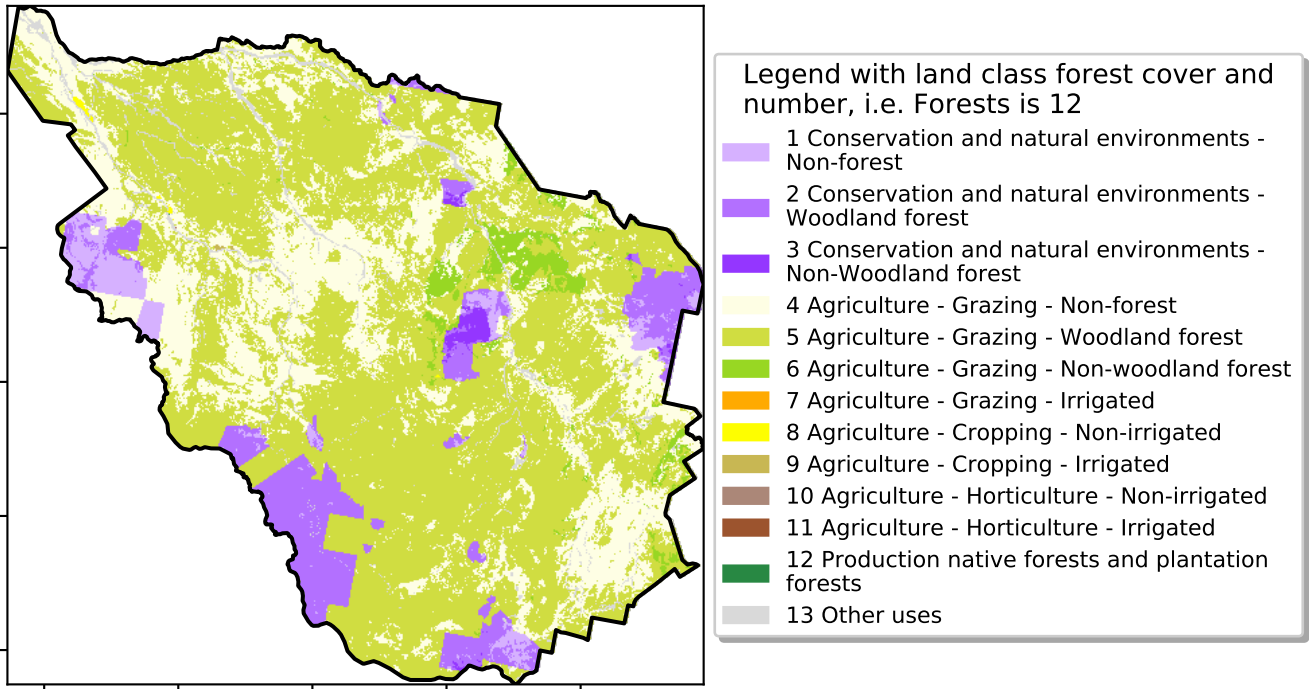 Legend with land class forest cover and
number, i.e. Forests is 12
1 Conservation and natural environments -
Non-forest
2 Conservation and natural environments -
Woodland forest
3 Conservation and natural environments -
Non-Woodland forest
4 Agriculture - Grazing - Non-forest
5 Agriculture - Grazing - Woodland forest
6 Agriculture - Grazing - Non-woodland forest
7 Agriculture - Grazing - Irrigated
8 Agriculture - Cropping - Non-irrigated
9 Agriculture - Cropping - Irrigated
10 Agriculture - Horticulture - Non-irrigated
11 Agriculture - Horticulture - Irrigated
12 Production native forests and plantation
forests
13 Other uses